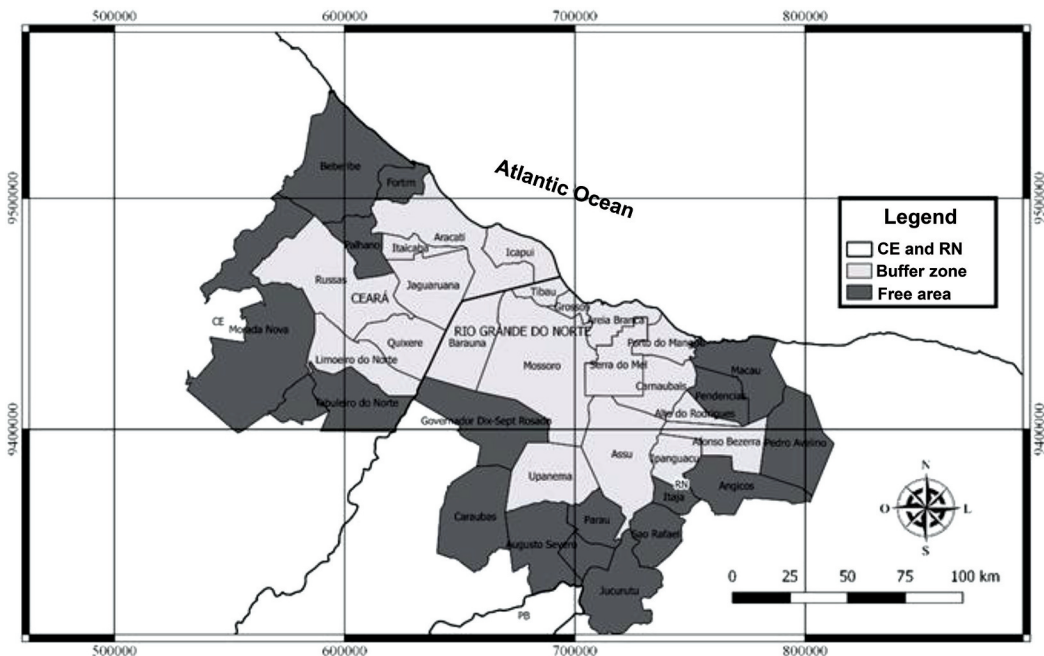 500000 600000 700000 800000
9500000 9500000
9400000 9400000
Atlantic Ocean
Legend
CE and RN
Buffer zone
Free area
Beberibe
Fortim
Palhano
Aracati
Itaicaba
Icapui
Russas
Jaguaruana
CEARÁ
Tibau
Grosson
CE
Morada Nova
RIO GRANDE DO NORTE
Areia Branca
Quixere
Barauna
Porto do Mangue
Limoeiro do Norte
Mossoro
Serra do Mel
Macau
Carnaubais
Pendencias
Tabuleiro do Norte
Alto do Rodrigues
Governador Dix-Sept Rosado
Afonso Bezerra
Pedro Avelino
Assu
Ipanguacu
Upanema
RN
Angicos
Itaja
Caraubas
Parau
Sao Rafael
Augusto Severo
Jucurutu
PB
N
O L
S
0 25 50 75 100 km
500000 600000 700000 800000